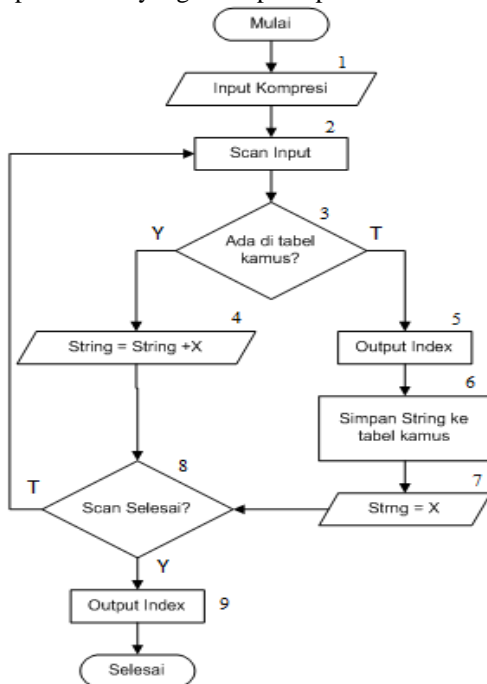 Mulai
1
Input Kompresi
2
Scan Input
3
Y
Ada di tabel
kamus?
T
4
String = String +X
5
Output Index
6
Simpan String ke
tabel kamus
7
Strng = X
8
T
Scan Selesai?
Y
Output Index
9
Selesai